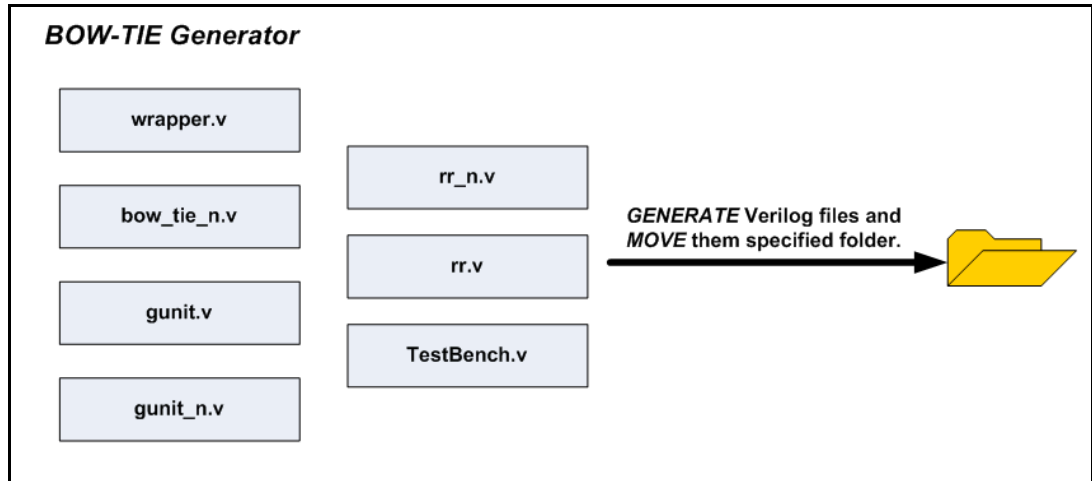 BOW-TIE Generator
wrapper.v
bow_tie_n.v
gunit.v
gunit_n.v
rr_n.v
rr.v
TestBench.v
GENERATE Verilog files and
MOVE them specified folder.